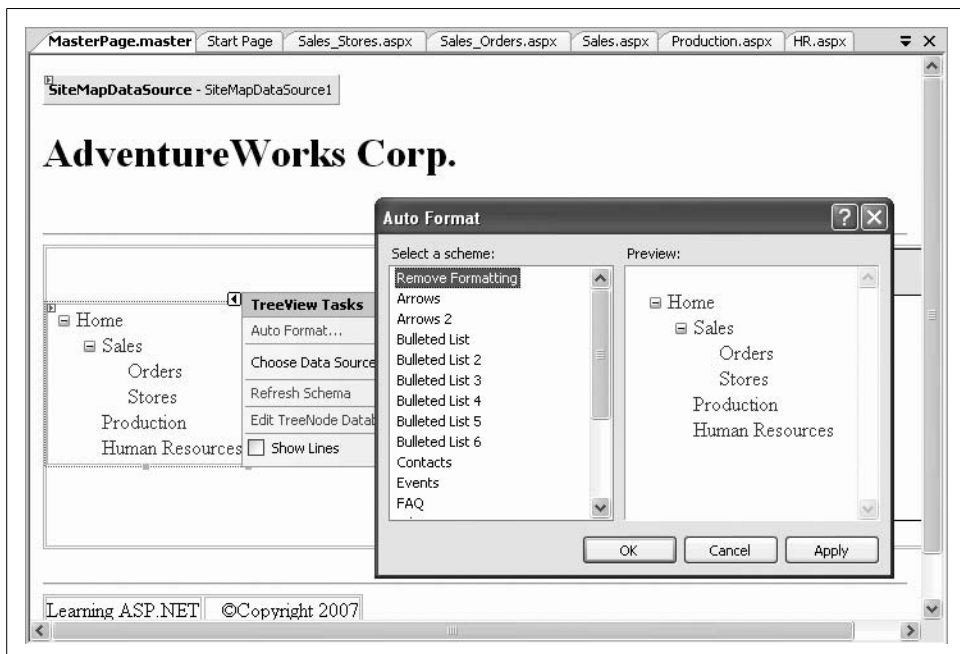 MasterPage.master Start Page Sales_Stores.aspx Sales_Orders.aspx Sales.aspx Production.aspx HR.aspx
SiteMapDataSource - SiteMapDataSource1
AdventureWorks Corp.
Home
Sales
Orders
Stores
Production
Human Resources
TreeView Tasks
Auto Format...
Choose Data Source
Refresh Schema
Edit TreeNode Datab
Show Lines
Auto Format
Select a scheme:
Remove Formatting
Arrows
Arrows 2
Bulleted List
Bulleted List 2
Bulleted List 3
Bulleted List 4
Bulleted List 5
Bulleted List 6
Contacts
Events
FAQ
Preview:
Home
Sales
Orders
Stores
Production
Human Resources
OK Cancel Apply
Learning ASP.NET ©Copyright 2007